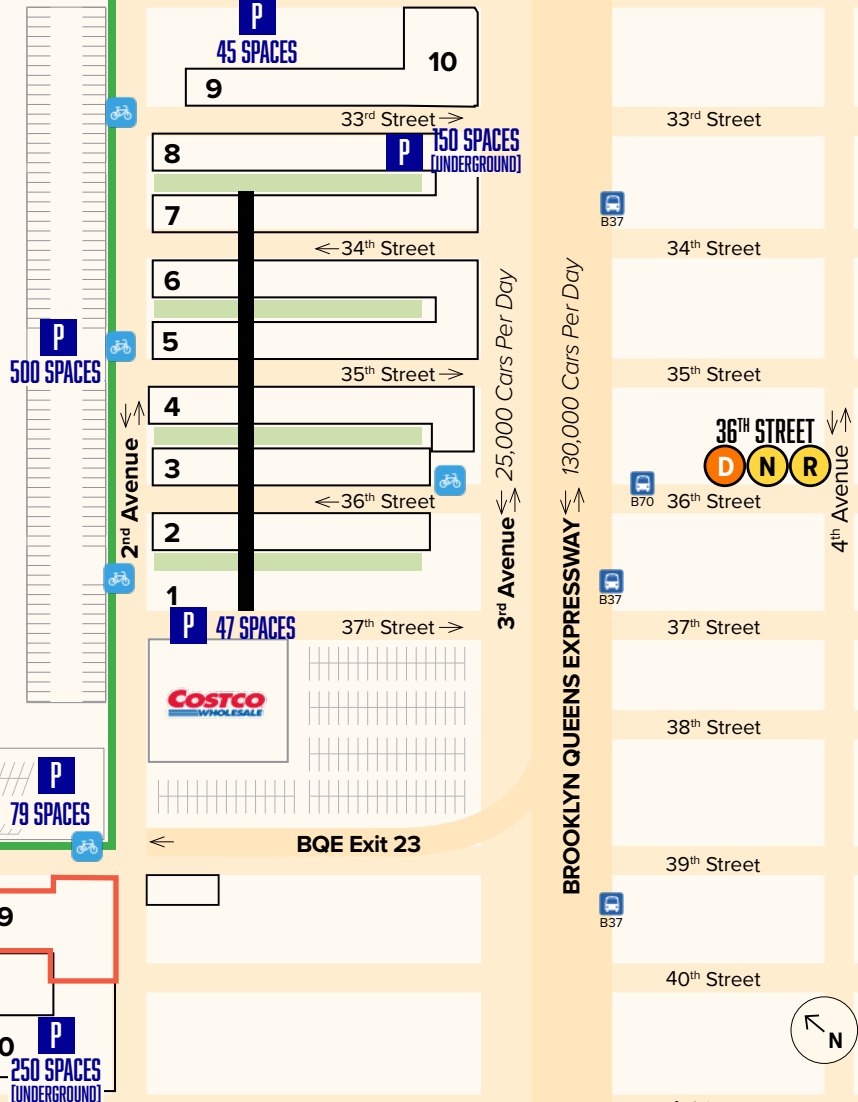 P
45 SPACES
10
9
33rd Street→
33rd Street
8
P
150 SPACES
[UNDERGROUND]
7
B37
←34th Street
34th Street
6
5
P
500 SPACES
35th Street→
35th Street
25,000 Cars Per Day
130,000 Cars Per Day
4
3
2nd Avenue
36TH STREET
D N R
4th Avenue
B70
←36th Street
36th Street
2
3rd Avenue
BROOKLYN QUEENS EXPRESSWAY
B37
1
P
47 SPACES
37th Street→
37th Street
COSTCO
WHOLESALE
38th Street
P
79 SPACES
←
BQE Exit 23
39th Street
9
B37
40th Street
N
P
0
250 SPACES
[UNDERGROUND]